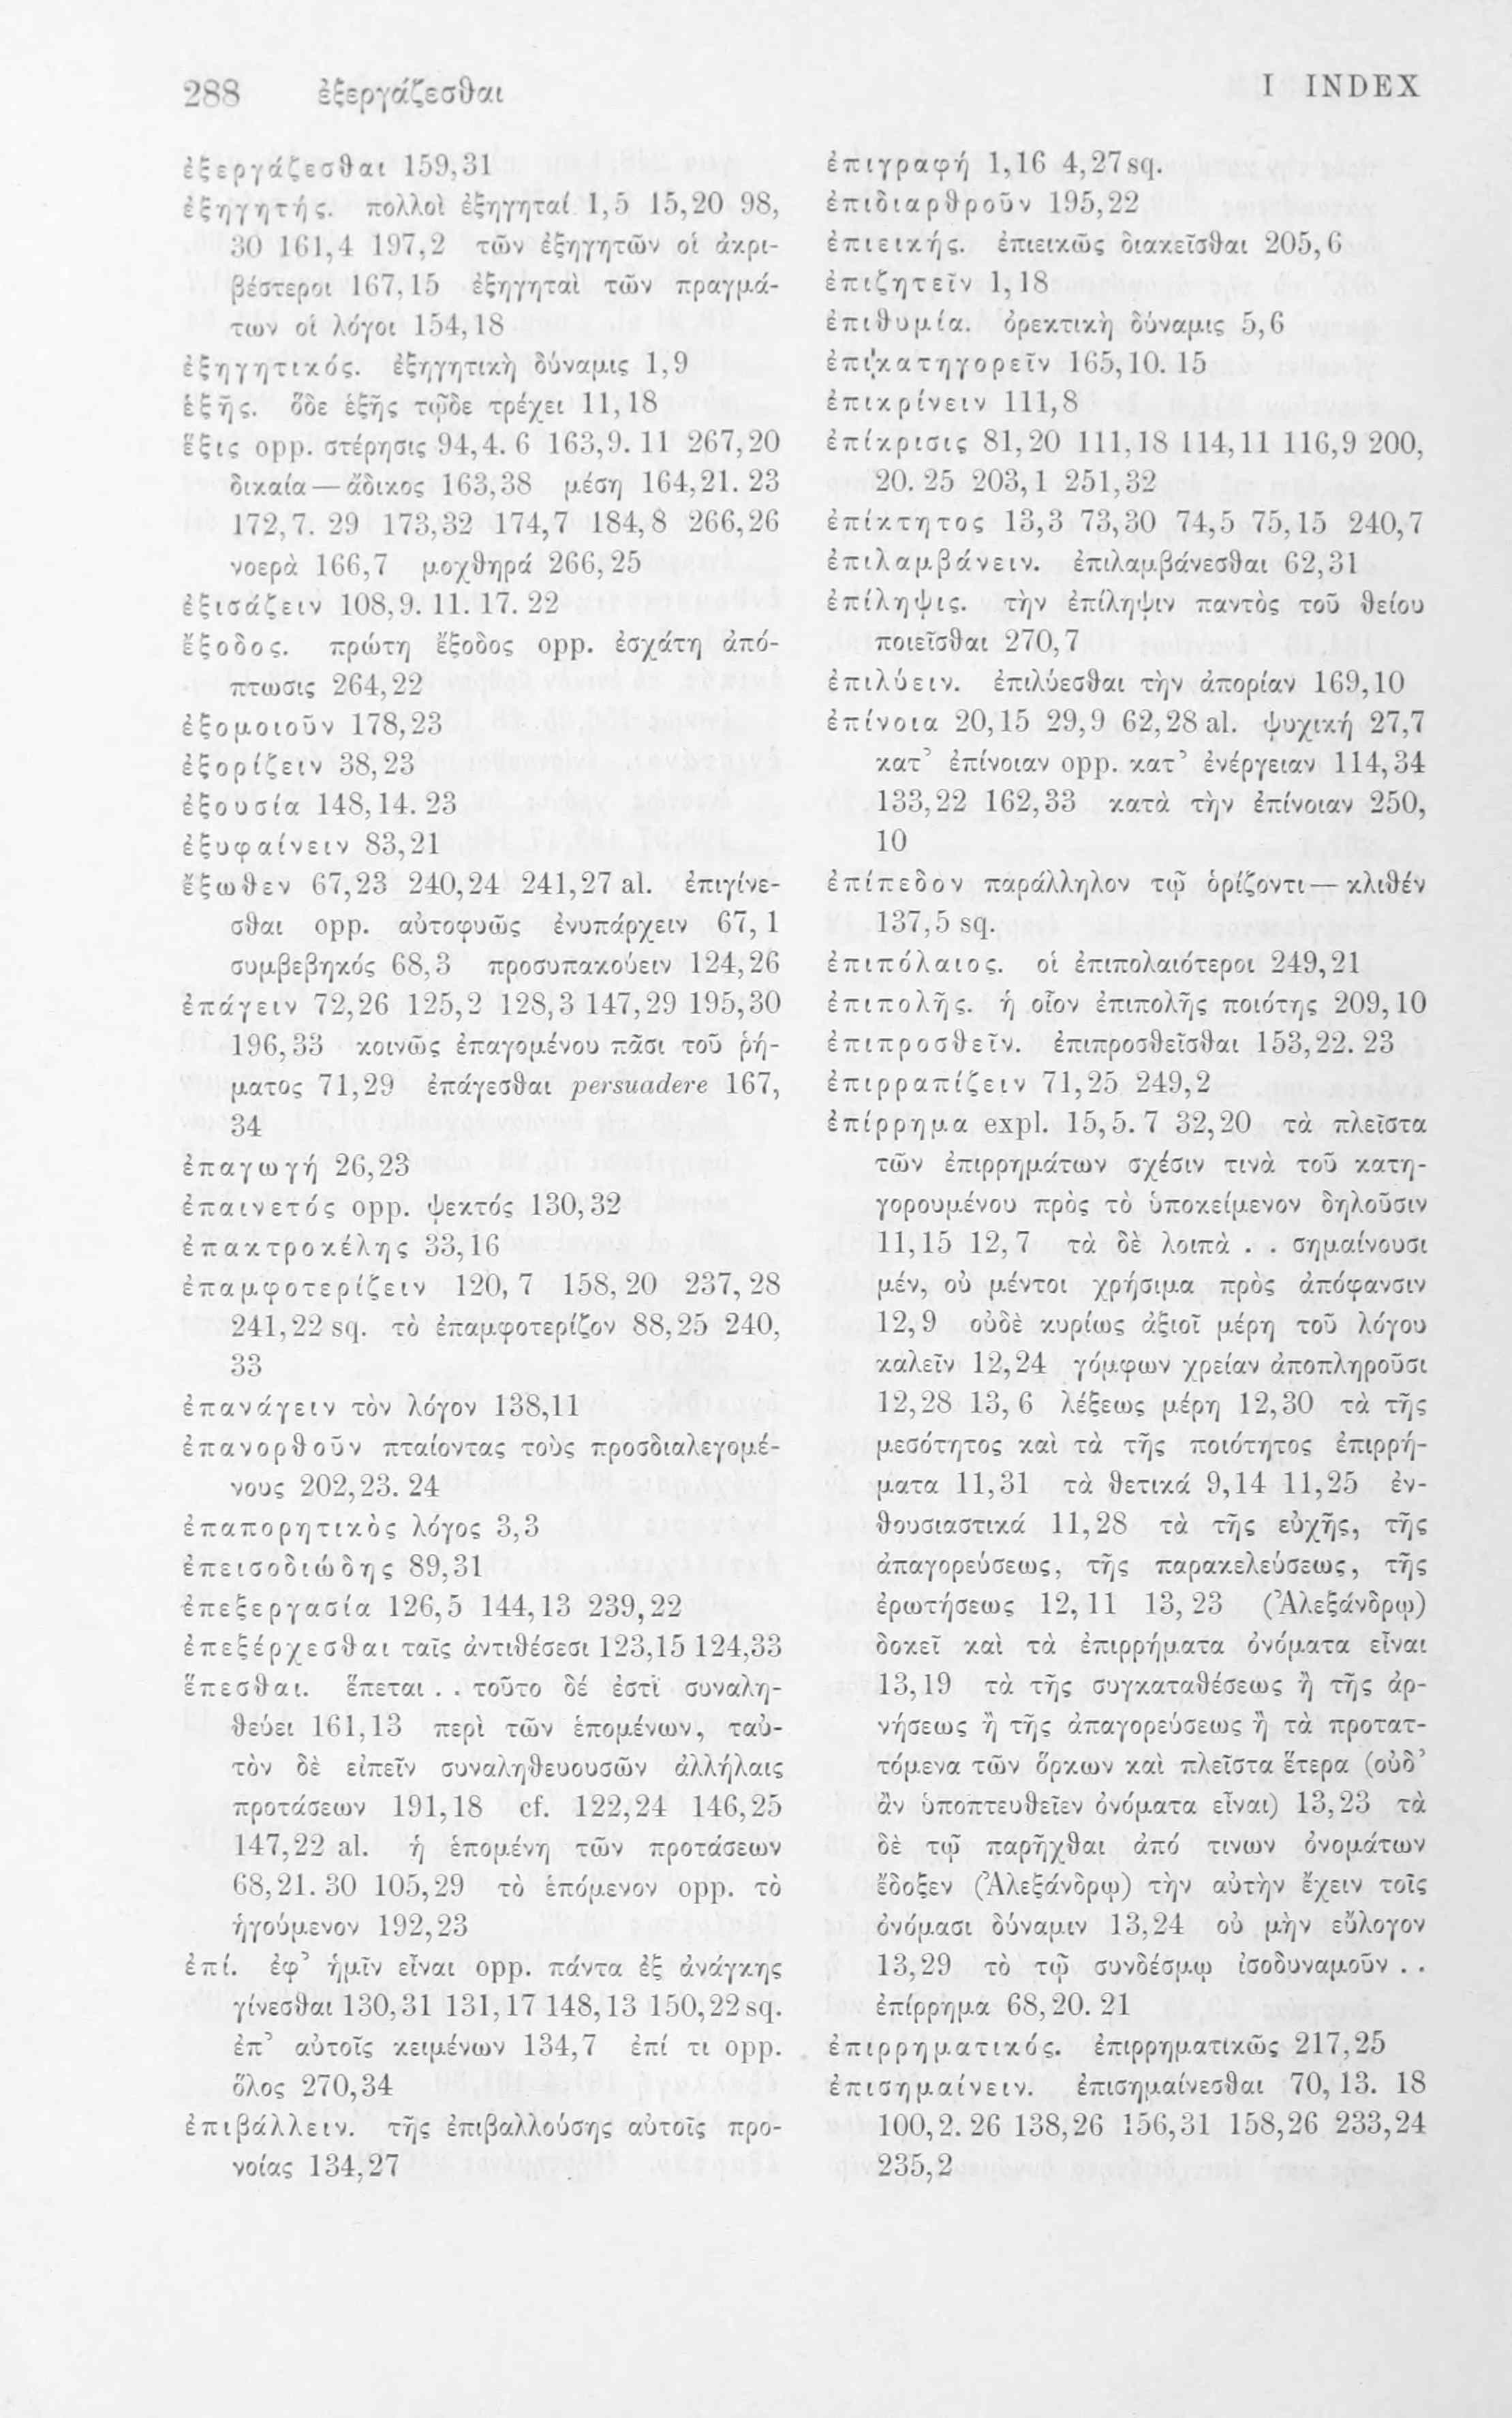 288 ἐξεργάζεσθαι I INDEX
ἐξεργάζεσθαι 159,31
ἐξηγητής. πολλοὶ ἐξηγηταί 1,5 15,20 98,
30 161,4 197,2 τῶν ἐξηγητῶν οἱ ἀκρι-
βέστεροι 167,15 ἐξηγηταὶ τῶν πραγμά-
των οἱ λόγοι 154,18
ἐξηγητικός. ἐξηγητικὴ δύναμις 1,9
ἑξῆς. ὅδε ἑξῆς τῷδε τρέχει 11,18
ἕξις opp. στέρησις 94,4. 6 163,9. 11 267,20
δικαία — ἄδικος 163,38 μέση 164,21. 23
172,7. 29 173,32 174,7 184,8 266,26
νοερὰ 166,7 μοχθηρά 266,25
ἐξισάζειν 108,9. 11. 17. 22
ἔξοδος. πρώτη ἔξοδος opp. ἐσχάτη ἀπό-
πτωσις 264,22
ἐξομοιοῦν 178,23
ἐξορίζειν 38,23
ἐξουσία 148,14. 23
ἐξυφαίνειν 83,21
ἔξωθεν 67,23 240,24 241,27 al. ἐπιγίνε-
σθαι opp. αὐτοφυῶς ἐνυπάρχειν 67,1
συμβεβηκός 68,3 προσυπακούειν 124,26
ἐπάγειν 72,26 125,2 128,3 147,29 195,30
196,33 κοινῶς ἐπαγομένου πᾶσι τοῦ ῥή-
ματος 71,29 ἐπάγεσθαι persuadere 167,
34
ἐπαγωγή 26,23
ἐπαινετός opp. ψεκτός 130,32
ἐπακτροκέλης 33,16
ἐπαμφοτερίζειν 120,7 158,20 237,28
241,22 sq. τὸ ἐπαμφοτερίζον 88,25 240,
33
ἐπανάγειν τὸν λόγον 138,11
ἐπανορθοῦν πταίοντας τοὺς προσδιαλεγομέ-
νους 202,23. 24
ἐπαπορητικὸς λόγος 3,3
ἐπεισοδιώδης 89,31
ἐπεξεργασία 126,5 144,13 239,22
ἐπεξέρχεσθαι ταῖς ἀντιθέσεσι 123,15 124,33
ἕπεσθαι. ἕπεται . . τοῦτο δέ ἐστι συναλη-
θεύει 161,13 περὶ τῶν ἑπομένων, ταὐ-
τὸν δὲ εἰπεῖν συναληθευουσῶν ἀλλήλαις
προτάσεων 191,18 cf. 122,24 146,25
147,22 al. ἡ ἑπομένη τῶν προτάσεων
68,21. 30 105,29 τὸ ἑπόμενον opp. τὸ
ἡγούμενον 192,23
ἐπί. ἐφ᾽ ἡμῖν εἶναι opp. πάντα ἐξ ἀνάγκης
γίνεσθαι 130,31 131,17 148,13 150,22 sq.
ἐπ᾽ αὐτοῖς κειμένων 134,7 ἐπί τι opp.
ὅλος 270,34
ἐπιβάλλειν. τῆς ἐπιβαλλούσης αὐτοῖς προ-
νοίας 134,27
ἐπιγραφή 1,16 4,27 sq.
ἐπιδιαρθροῦν 195,22
ἐπιεικής. ἐπιεικῶς διακεῖσθαι 205,6
ἐπιζητεῖν 1,18
ἐπιθυμία. ὀρεκτικὴ δύναμις 5,6
ἐπικατηγορεῖν 165,10. 15
ἐπικρίνειν 111,8
ἐπίκρισις 81,20 111,18 114,11 116,9 200,
20. 25 203,1 251,32
ἐπίκτητος 13,3 73,30 74,5 75,15 240,7
ἐπιλαμβάνειν. ἐπιλαμβάνεσθαι 62,31
ἐπίληψις. τὴν ἐπίληψιν παντὸς τοῦ θείου
ποιεῖσθαι 270,7
ἐπιλύειν. ἐπιλύεσθαι τὴν ἀπορίαν 169,10
ἐπίνοια 20,15 29,9 62,28 al. ψυχική 27,7
κατ᾽ ἐπίνοιαν opp. κατ᾽ ἐνέργειαν 114,34
133,22 162,33 κατὰ τὴν ἐπίνοιαν 250,
10
ἐπίπεδον παράλληλον τῷ ὁρίζοντι — κλιθέν
137,5 sq.
ἐπιπόλαιος. οἱ ἐπιπολαιότεροι 249,21
ἐπιπολῆς. ἡ οἷον ἐπιπολῆς ποιότης 209,10
ἐπιπροσθεῖν. ἐπιπροσθεῖσθαι 153,22. 23
ἐπιρραπίζειν 71,25 249,2
ἐπίρρημα expl. 15,5. 7 32,20 τὰ πλεῖστα
τῶν ἐπιρρημάτων σχέσιν τινὰ τοῦ κατη-
γορουμένου πρὸς τὸ ὑποκείμενον δηλοῦσιν
11,15 12,7 τὰ δὲ λοιπὰ . . σημαίνουσι
μέν, οὐ μέντοι χρήσιμα πρὸς ἀπόφανσιν
12,9 οὐδὲ κυρίως ἀξιοῖ μέρη τοῦ λόγου
καλεῖν 12,24 γόμφων χρείαν ἀποπληροῦσι
12,28 13,6 λέξεως μέρη 12,30 τὰ τῆς
μεσότητος καὶ τὰ τῆς ποιότητος ἐπιρρή-
ματα 11,31 τὰ θετικά 9,14 11,25 ἐν-
θουσιαστικά 11,28 τὰ τῆς εὐχῆς, τῆς
ἀπαγορεύσεως, τῆς παρακελεύσεως, τῆς
ἐρωτήσεως 12,11 13,23 (Ἀλεξάνδρῳ)
δοκεῖ καὶ τὰ ἐπιρρήματα ὀνόματα εἶναι
13,19 τὰ τῆς συγκαταθέσεως ἢ τῆς ἀρ-
νήσεως ἢ τῆς ἀπαγορεύσεως ἢ τὰ προτατ-
τόμενα τῶν ὅρκων καὶ πλεῖστα ἕτερα (οὐδ᾽
ἂν ὑποπτευθεῖεν ὀνόματα εἶναι) 13,23 τὰ
δὲ τῷ παρῆχθαι ἀπό τινων ὀνομάτων
ἔδοξεν (Ἀλεξάνδρῳ) τὴν αὐτὴν ἔχειν τοῖς
ὀνόμασι δύναμιν 13,24 οὐ μὴν εὔλογον
13,29 τὸ τῷ συνδέσμῳ ἰσοδυναμοῦν . .
ἐπίρρημα 68,20. 21
ἐπιρρηματικός. ἐπιρρηματικῶς 217,25
ἐπισημαίνειν. ἐπισημαίνεσθαι 70,13. 18
100,2. 26 138,26 156,31 158,26 233,24
235,2